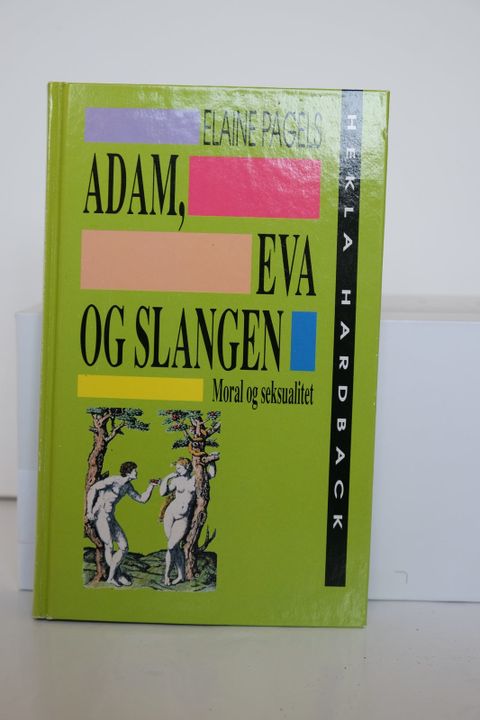 ELAINE PAGELS
ADAM,
EVA
OG SLANGEN
Moral og seksualitet
HEKLA HARDBACK